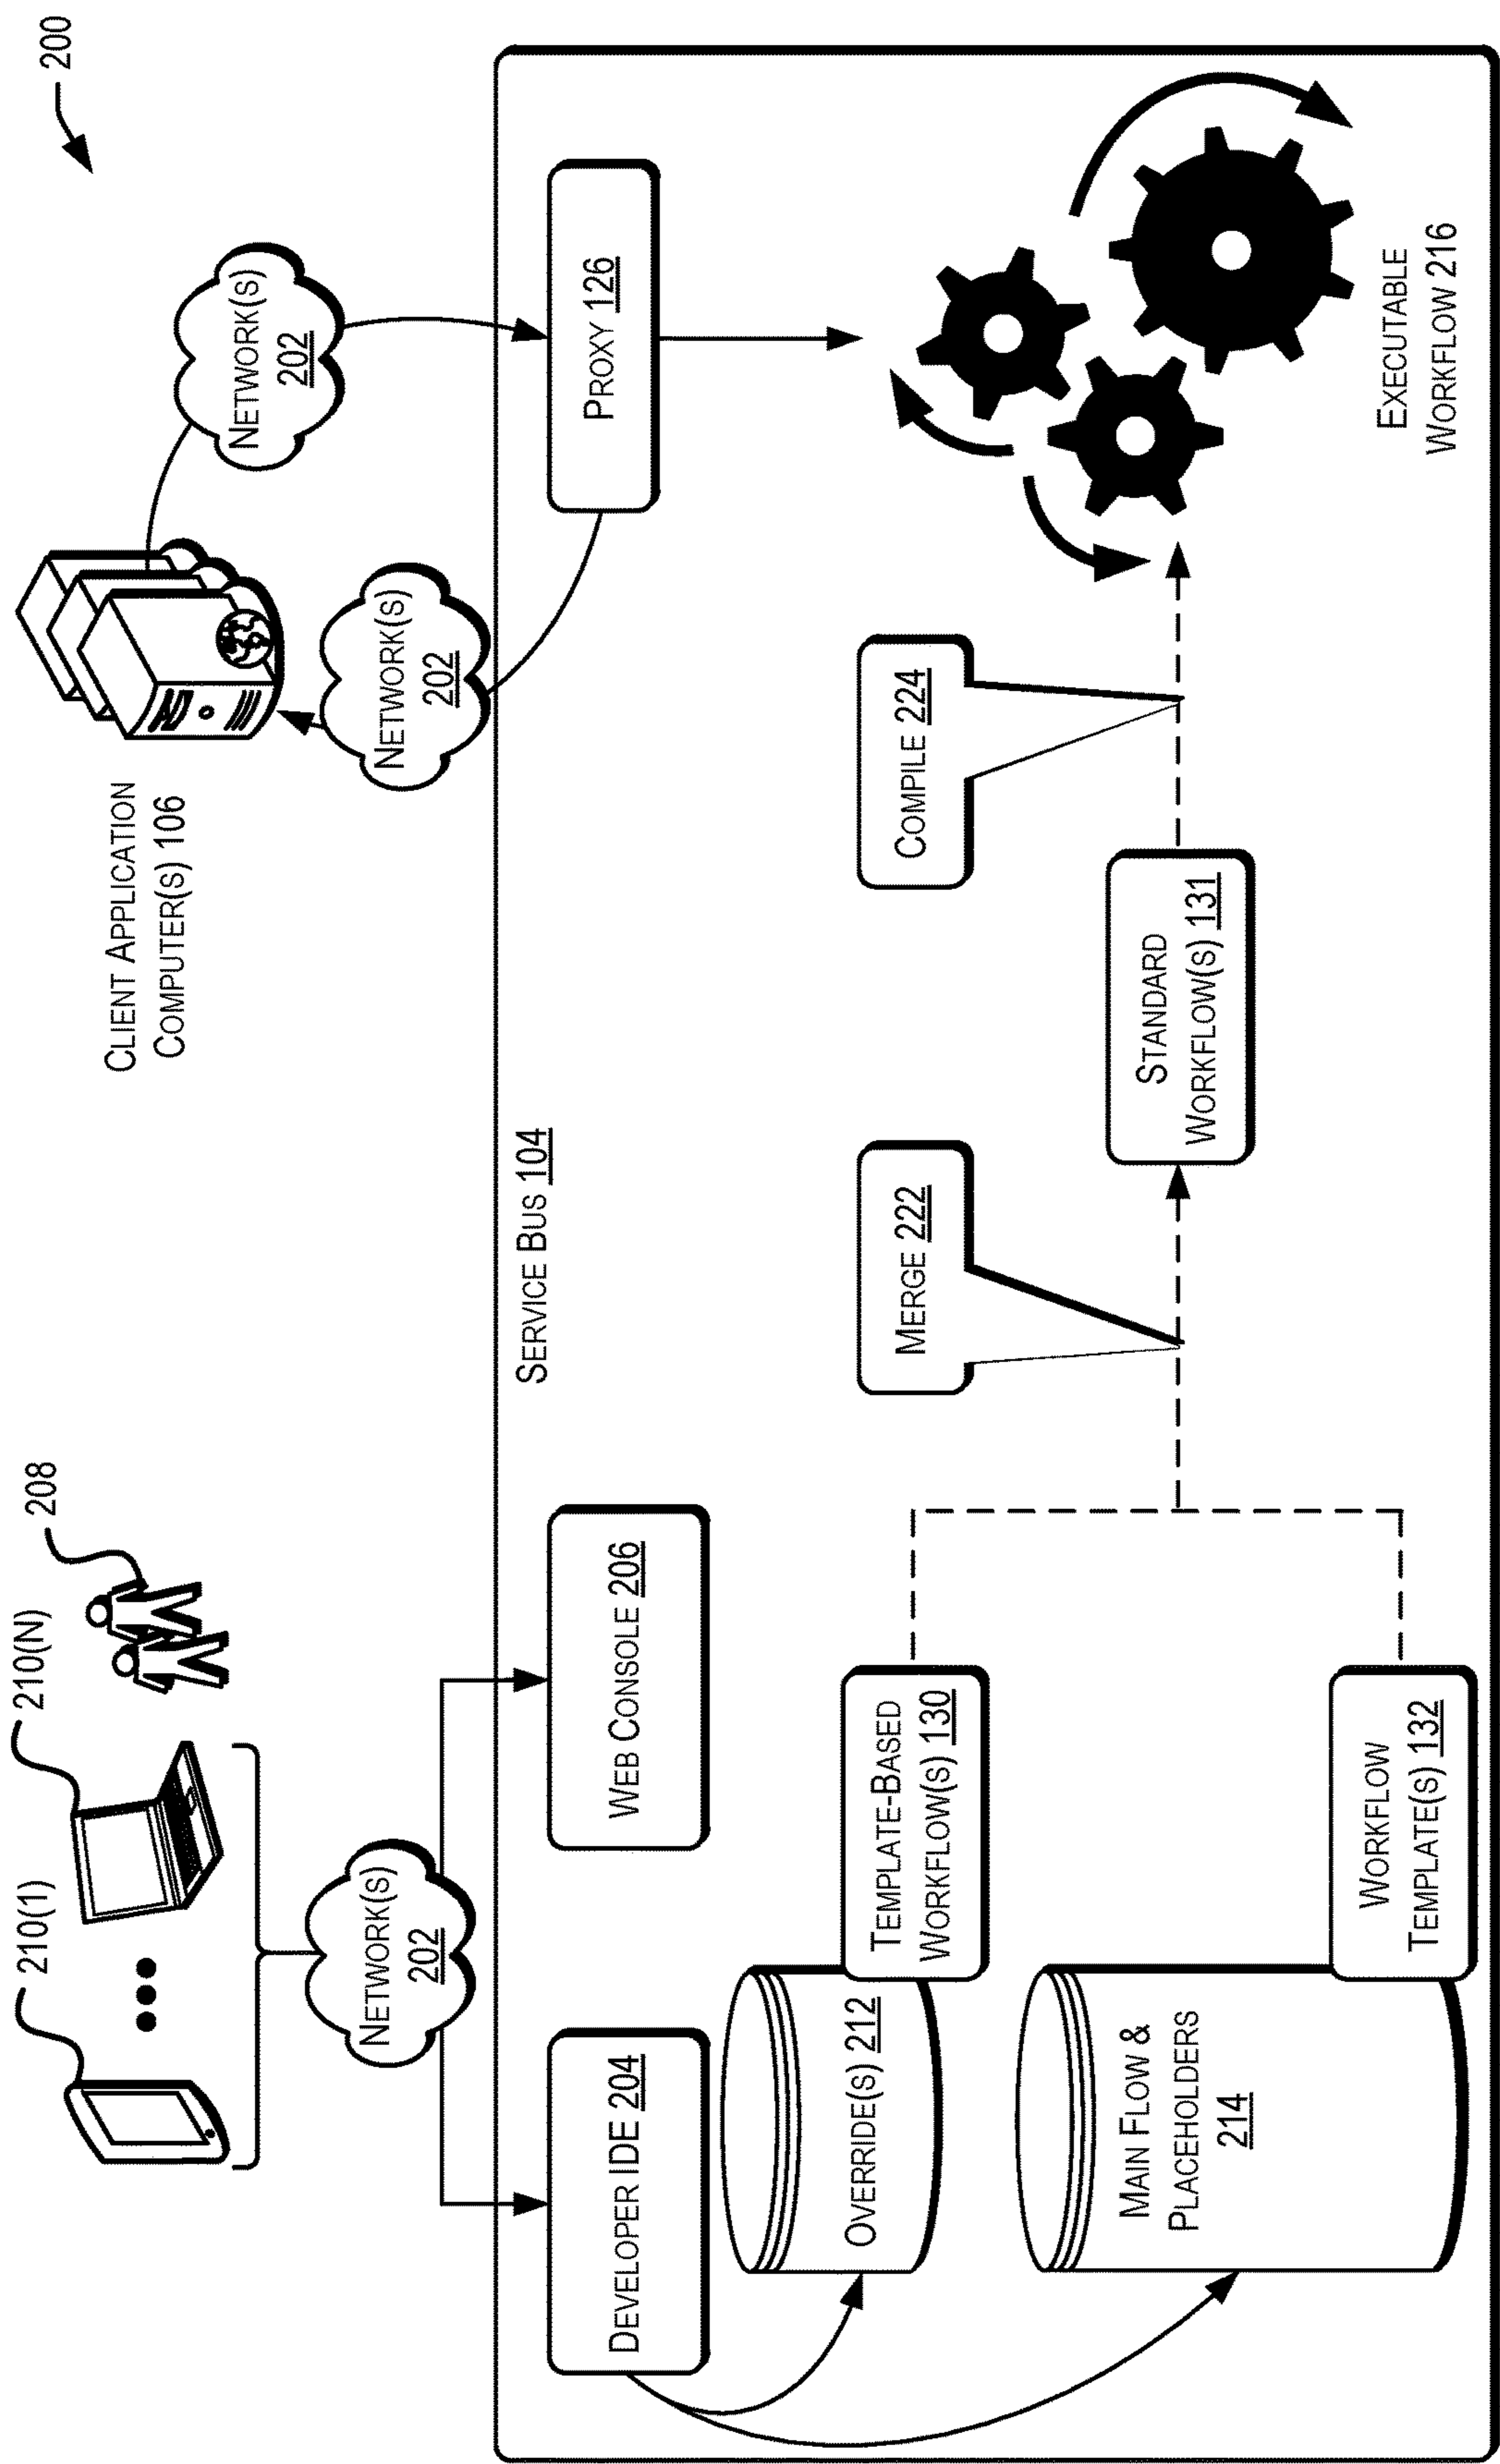 200
210(1)
210(N)
208
CLIENT APPLICATION
COMPUTER(S) 106
NETWORK(S)
202
NETWORK(S)
202
NETWORK(S)
202
SERVICE BUS 104
DEVELOPER IDE 204
WEB CONSOLE 206
PROXY 126
OVERRIDE(S) 212
TEMPLATE-BASED
WORKFLOW(S) 130
MERGE 222
COMPILE 224
MAIN FLOW &
PLACEHOLDERS
214
STANDARD
WORKFLOW(S) 131
WORKFLOW
TEMPLATE(S) 132
EXECUTABLE
WORKFLOW 216